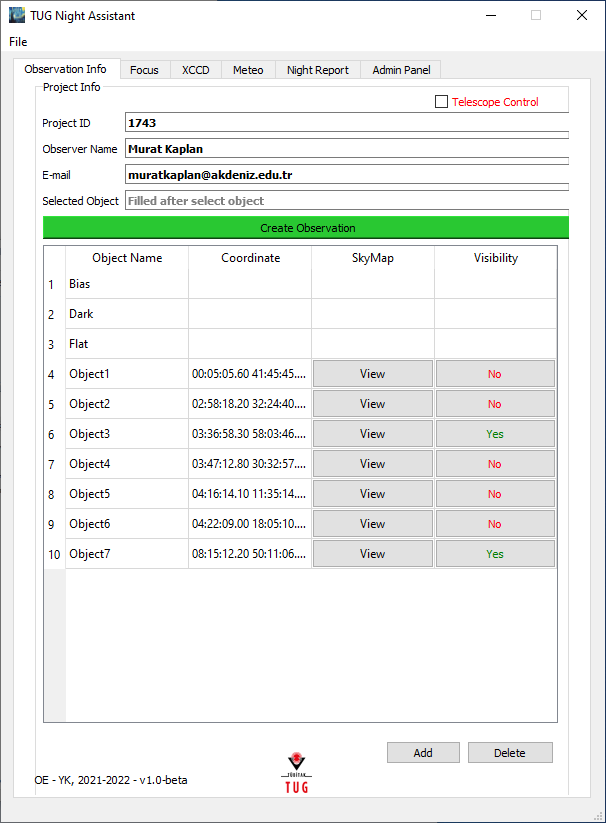 TUG Night Assistant
File
Observation Info Focus XCCD Meteo Night Report Admin Panel
Project Info
Telescope Control
Project ID 1743
Observer Name Murat Kaplan
E-mail muratkaplan@akdeniz.edu.tr
Selected Object Filled after select object
Create Observation
Object Name Coordinate SkyMap Visibility
1 Bias
2 Dark
3 Flat
4 Object1 00:05:05.60 41:45:45.... View No
5 Object2 02:58:18.20 32:24:40.... View No
6 Object3 03:36:58.30 58:03:46.... View Yes
7 Object4 03:47:12.80 30:32:57.... View No
8 Object5 04:16:14.10 11:35:14.... View No
9 Object6 04:22:09.00 18:05:10.... View No
10 Object7 08:15:12.20 50:11:06.... View Yes
Add Delete
OE - YK, 2021-2022 - v1.0-beta
TÜBİTAK
TUG